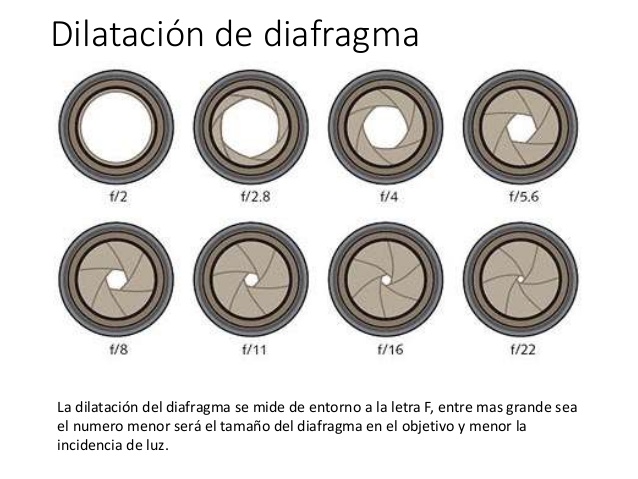 Dilatación de diafragma
f/2 f/2.8 f/4 f/5.6
f/8 f/11 f/16 f/22
La dilatación del diafragma se mide de entorno a la letra F, entre mas grande sea
el numero menor será el tamaño del diafragma en el objetivo y menor la
incidencia de luz.